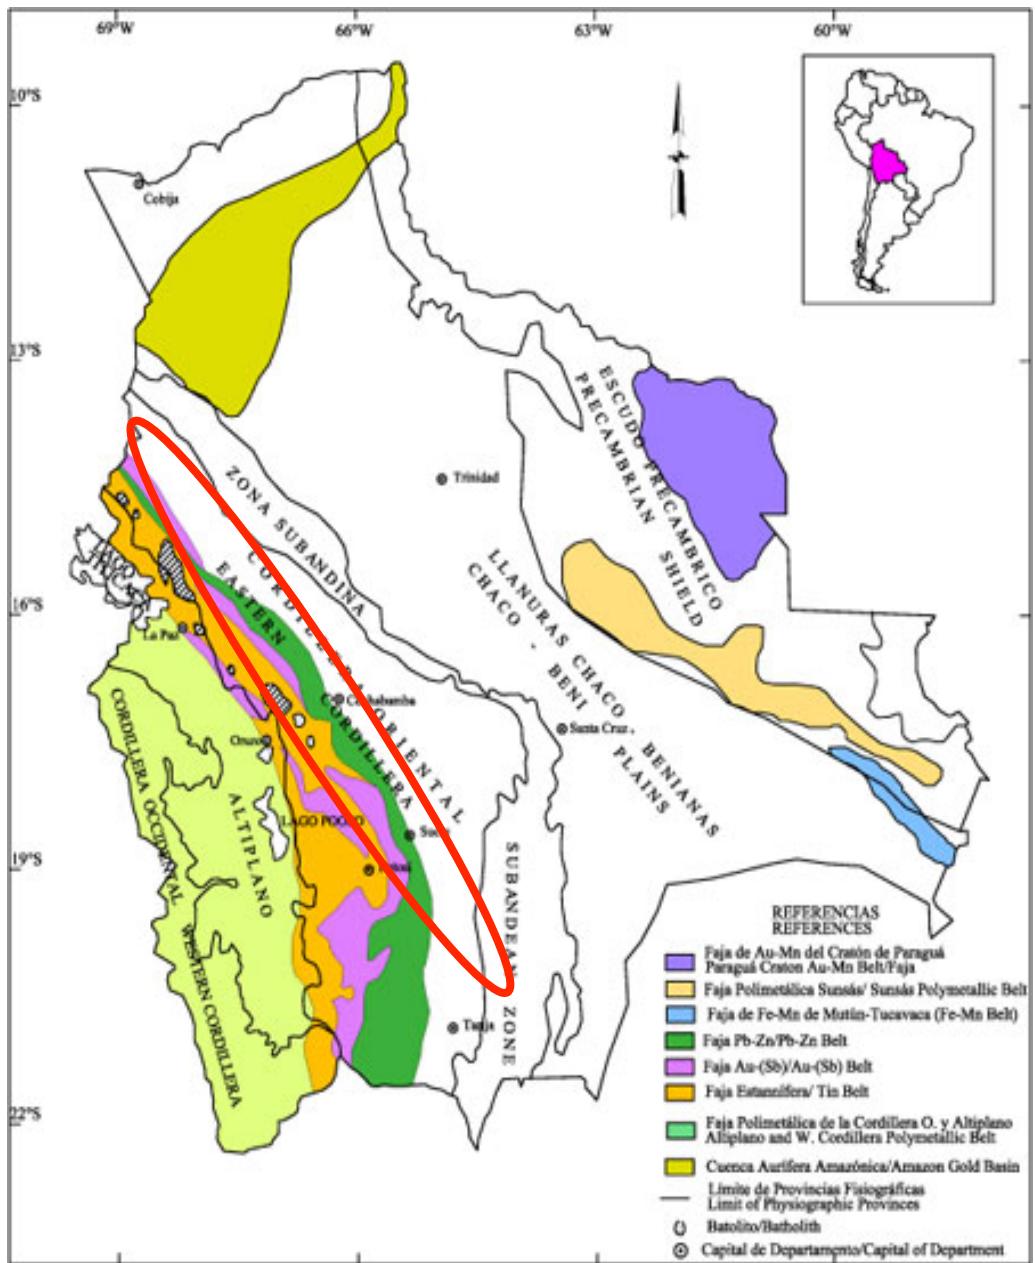 69°W
66°W
63°W
60°W
10°S
13°S
16°S
19°S
22°S
Cobija
Trinidad
La Paz
Cochabamba
Oruro
Santa Cruz
Sucre
Potosí
Tarija
LAGO POOPO
ZONA SUBANDINA
CORDILLERA ORIENTAL
EASTERN CORDILLERA
ESCUDO PRECAMBRICO
PRECAMBRIAN SHIELD
LLANURAS CHACO BENIANAS
CHACO - BENI PLAINS
CORDILLERA OCCIDENTAL
WESTERN CORDILLERA
ALTIPLANO
SUBANDEAN ZONE
REFERENCIAS
REFERENCES
Faja de Au-Mn del Cratón de Paraguá
Paraguá Craton Au-Mn Belt/Faja
Faja Polimetálica Sunsás/ Sunsás Polymetallic Belt
Faja de Fe-Mn de Mutún-Tucavaca (Fe-Mn Belt)
Faja Pb-Zn/Pb-Zn Belt
Faja Au-(Sb)/Au-(Sb) Belt
Faja Estannífera/ Tin Belt
Faja Polimetálica de la Cordillera O. y Altiplano
Altiplano and W. Cordillera Polymetallic Belt
Cuenca Aurífera Amazónica/Amazon Gold Basin
Límite de Provincias Fisiográficas
Limit of Physiographic Provinces
Batolito/Batholith
Capital de Departamento/Capital of Department